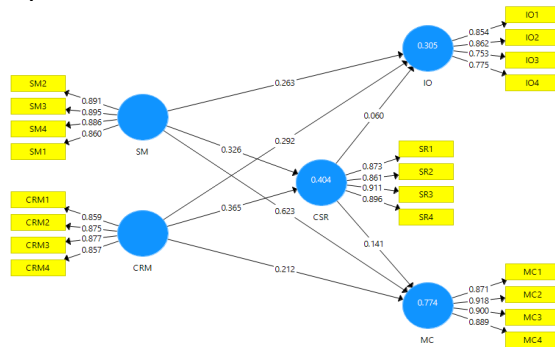 IO1
0.854
0.305
0.862
IO2
0.753
IO3
0.775
IO4
IO
SM2
0.891
SM3
0.895
SM4
0.886
SM1
0.860
SM
0.263
0.292
0.060
0.326
0.873
SR1
0.861
SR2
0.404
0.911
SR3
0.896
SR4
CSR
0.365
0.623
0.141
CRM1
0.859
CRM2
0.875
CRM3
0.877
CRM4
0.857
CRM
0.212
MC1
0.871
0.774
0.918
MC2
0.900
MC3
0.889
MC4
MC